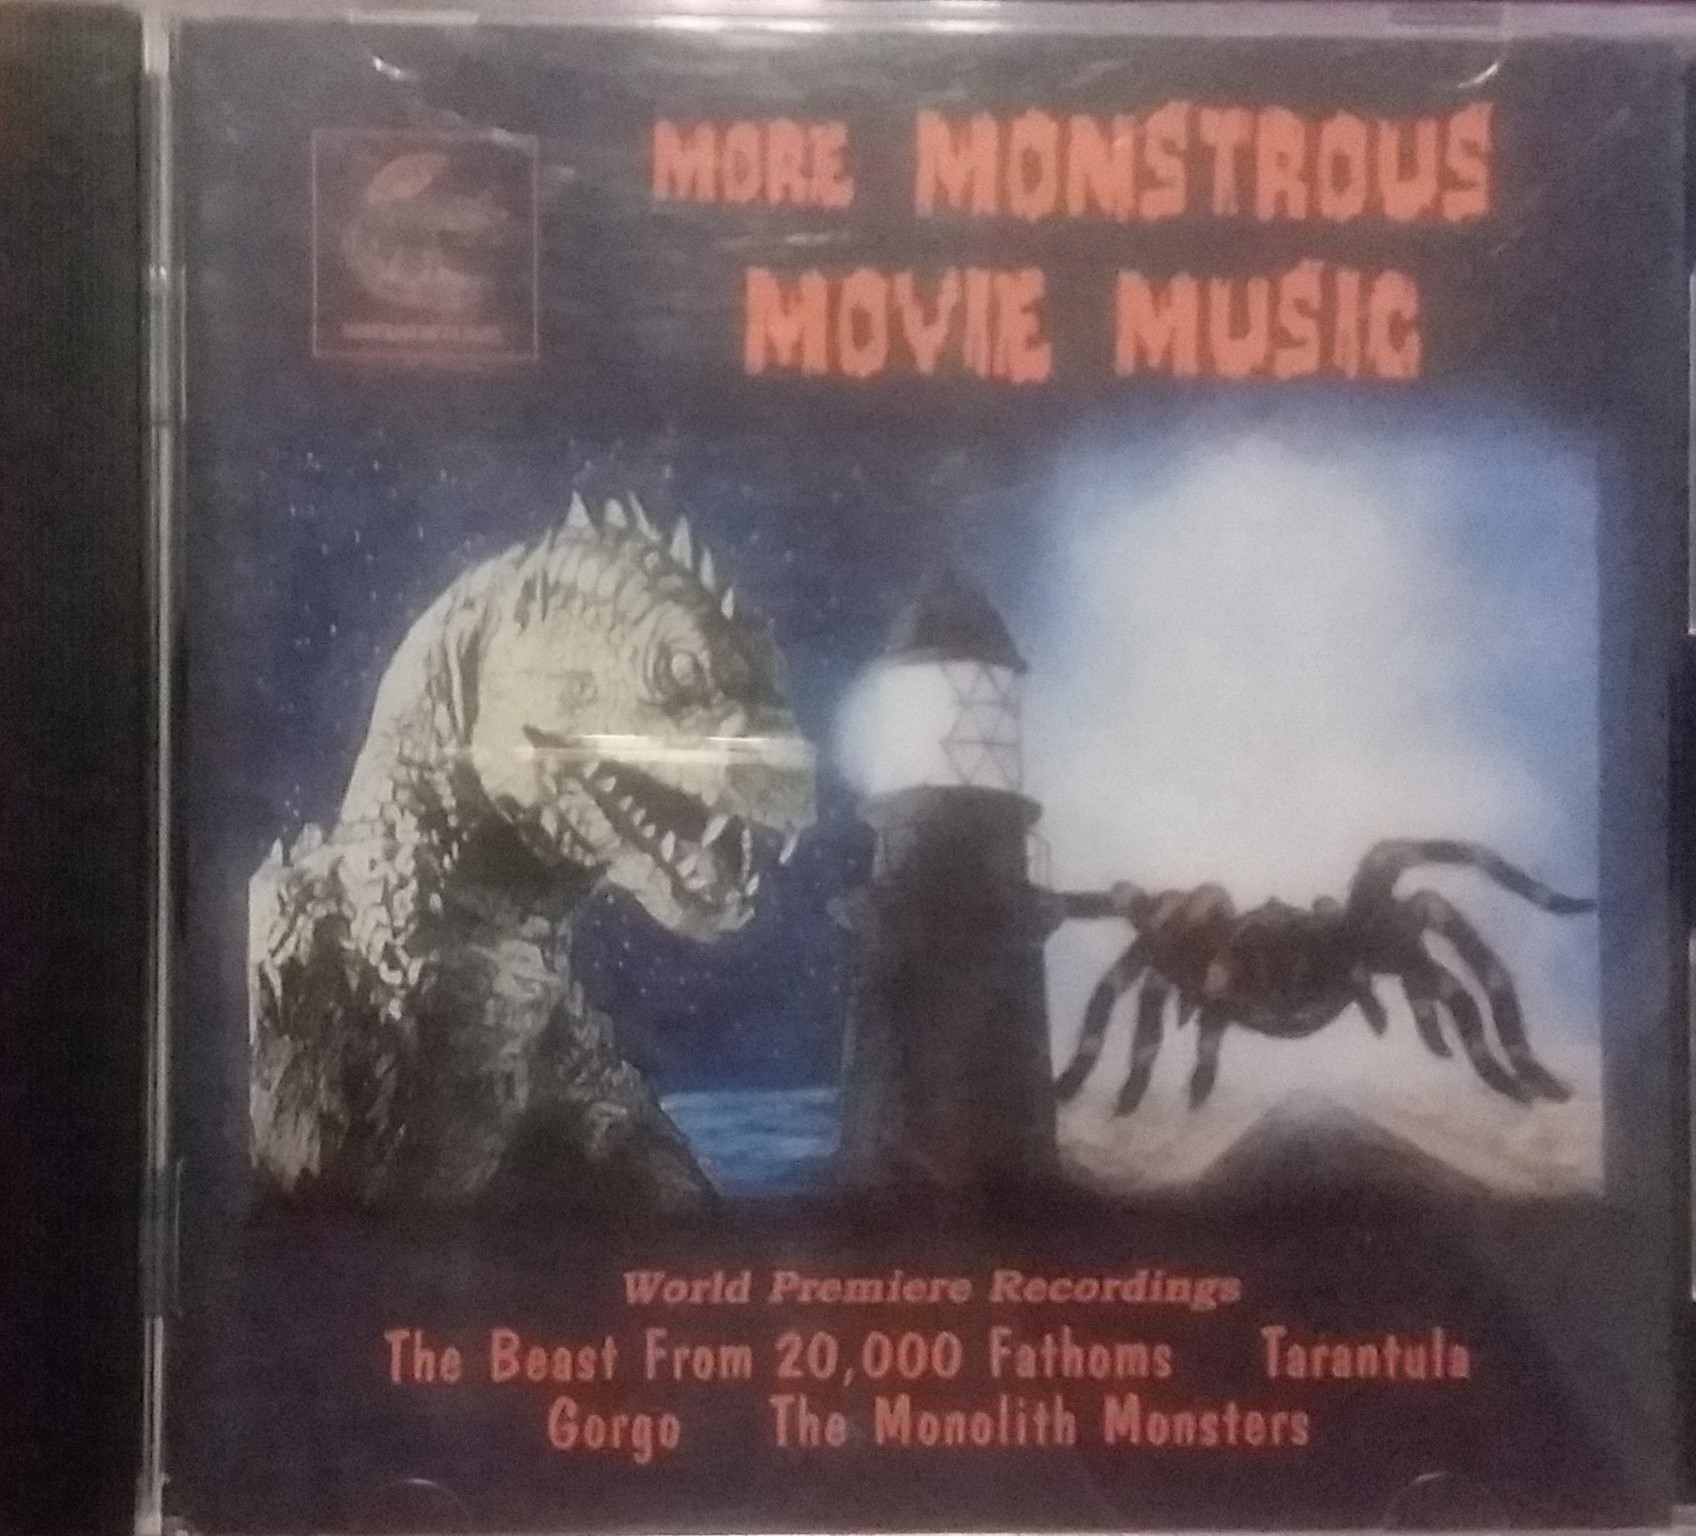 MORE MONSTROUS
MOVIE MUSIC
World Premiere Recordings
The Beast From 20,000 Fathoms Tarantula
Gorgo The Monolith Monsters